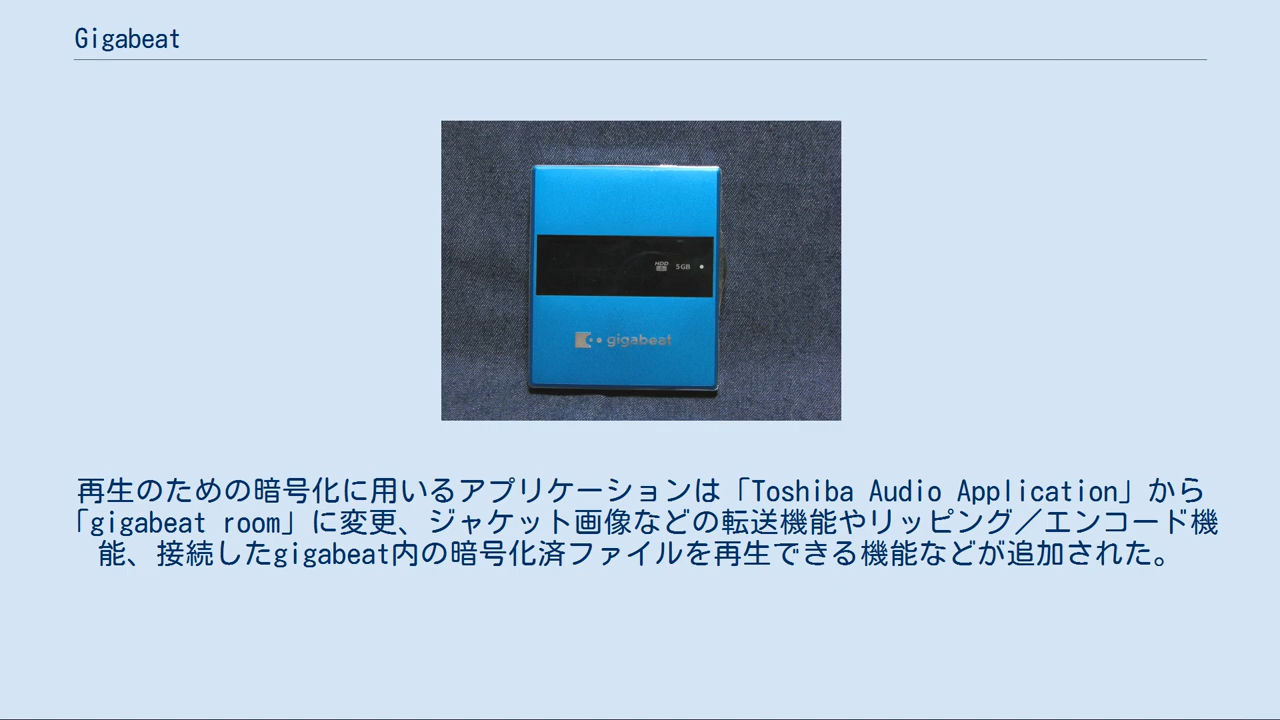 Gigabeat
HDD
5GB
gigabeat
再生のための暗号化に用いるアプリケーションは「Toshiba Audio Application」から
「gigabeat room」に変更、ジャケット画像などの転送機能やリッピング／エンコード機
能、接続したgigabeat内の暗号化済ファイルを再生できる機能などが追加された。